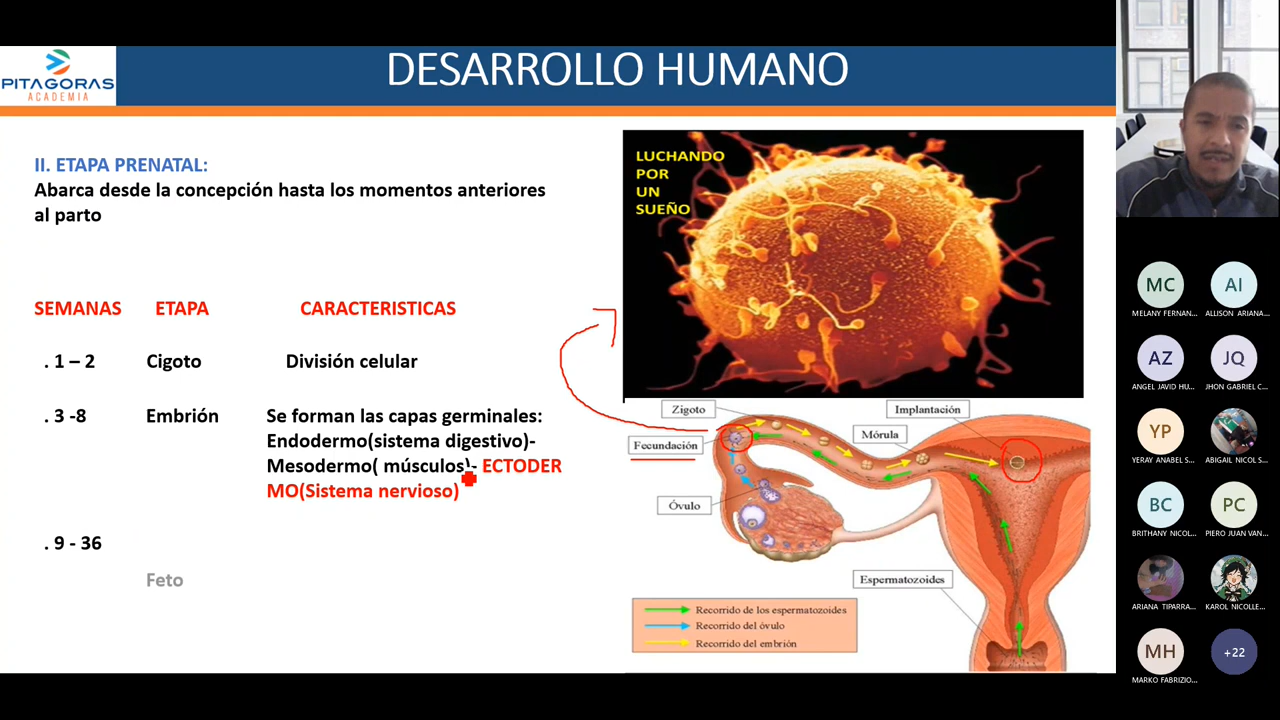 PITAGORAS
ACADEMIA
DESARROLLO HUMANO
II. ETAPA PRENATAL:
Abarca desde la concepción hasta los momentos anteriores
al parto
SEMANAS ETAPA CARACTERISTICAS
. 1 – 2 Cigoto División celular
. 3 -8 Embrión Se forman las capas germinales:
Endodermo(sistema digestivo)-
Mesodermo( músculos)- ECTODER
MO(Sistema nervioso)
. 9 - 36
Feto
LUCHANDO
POR
UN
SUEÑO
Zigoto
Implantación
Fecundación
Mórula
Óvulo
Espermatozoides
Recorrido de los espermatozoides
Recorrido del óvulo
Recorrido del embrión
MC
MELANY FERNAN...
AI
ALLISON ARIANA...
AZ
ANGEL JAVID HU...
JQ
JHON GABRIEL C...
YP
YERAY ANABEL S...
ABIGAIL NICOL S...
BC
BRITHANY NICOL...
PC
PIERO JUAN VAN...
ARIANA TIPARRA...
KAROL NICOLLE...
MH
MARKO FABRIZIO...
+22